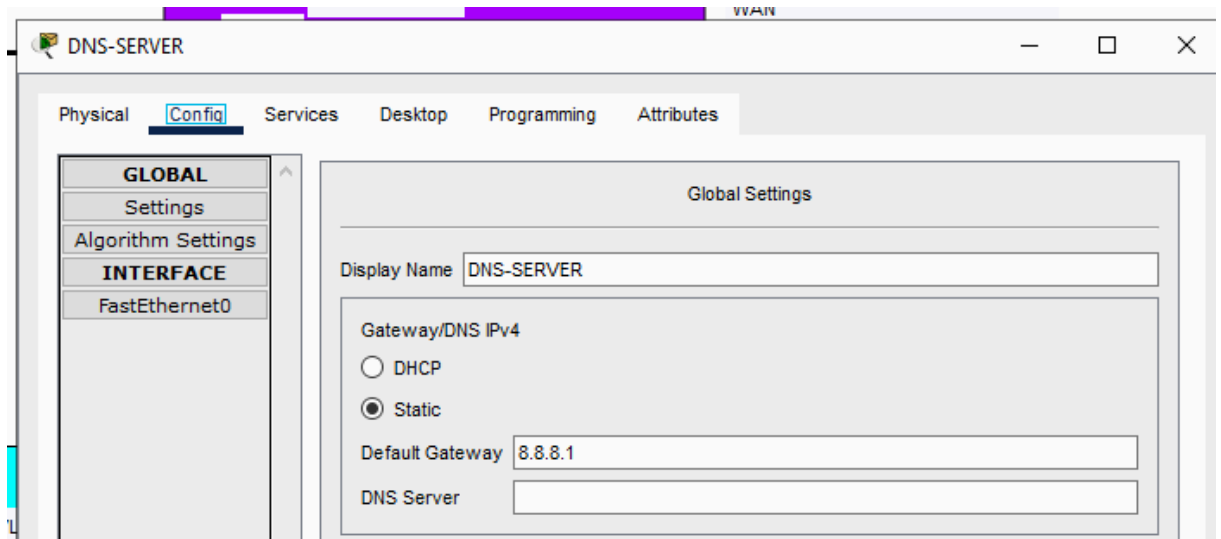 WAN
DNS-SERVER
Physical Config Services Desktop Programming Attributes
GLOBAL
Settings
Algorithm Settings
INTERFACE
FastEthernet0
Global Settings
Display Name DNS-SERVER
Gateway/DNS IPv4
DHCP
Static
Default Gateway 8.8.8.1
DNS Server